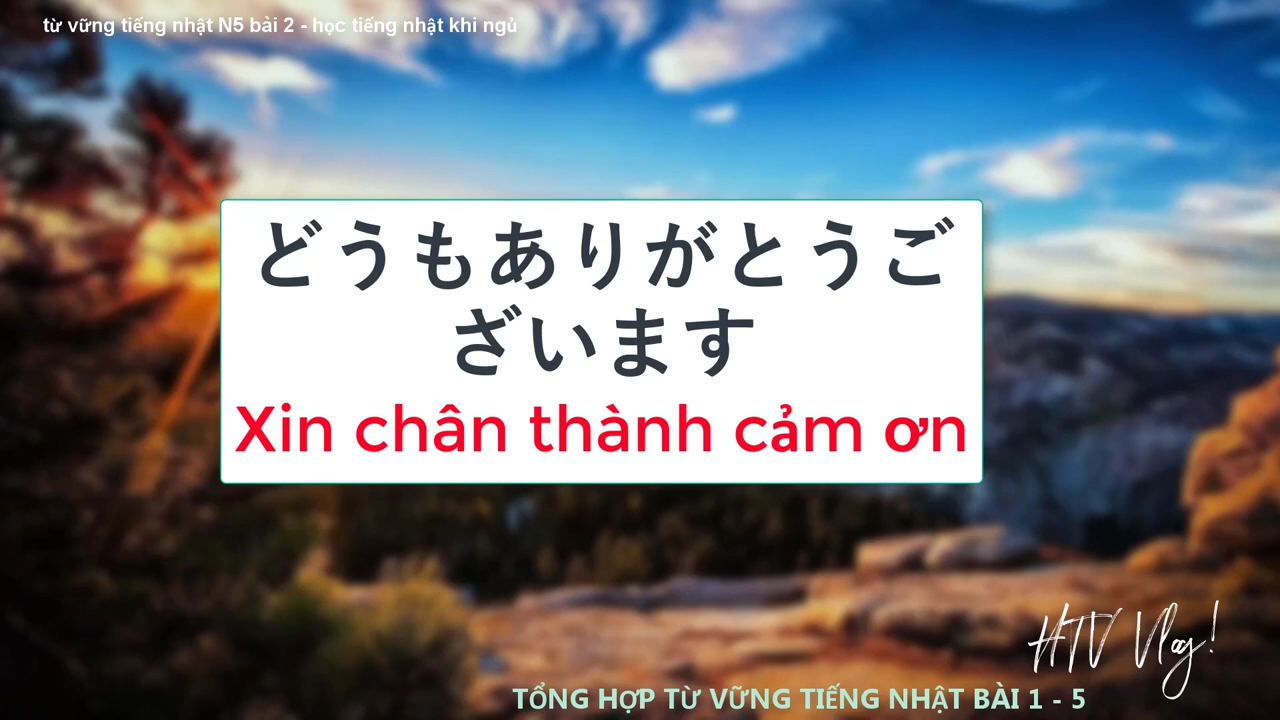 từ vững tiếng nhật N5 bài 2 - học tiếng nhật khi ngủ
どうもありがとうご
ざいます
Xin chân thành cảm ơn
HTV Vlog!
TỔNG HỢP TỪ VỮNG TIẾNG NHẬT BÀI 1 - 5